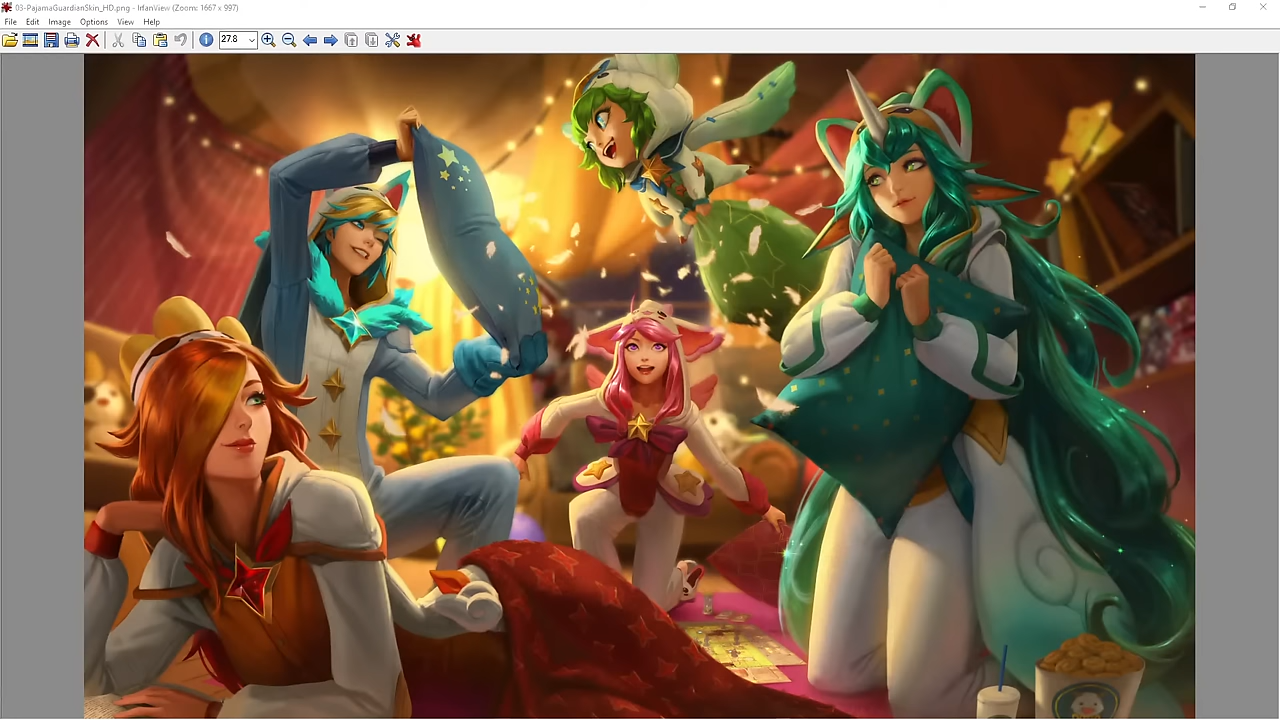 03-PajamaGuardianSkin_HD.png - IrfanView (Zoom: 1667 x 997)
File Edit Image Options View Help
27.8